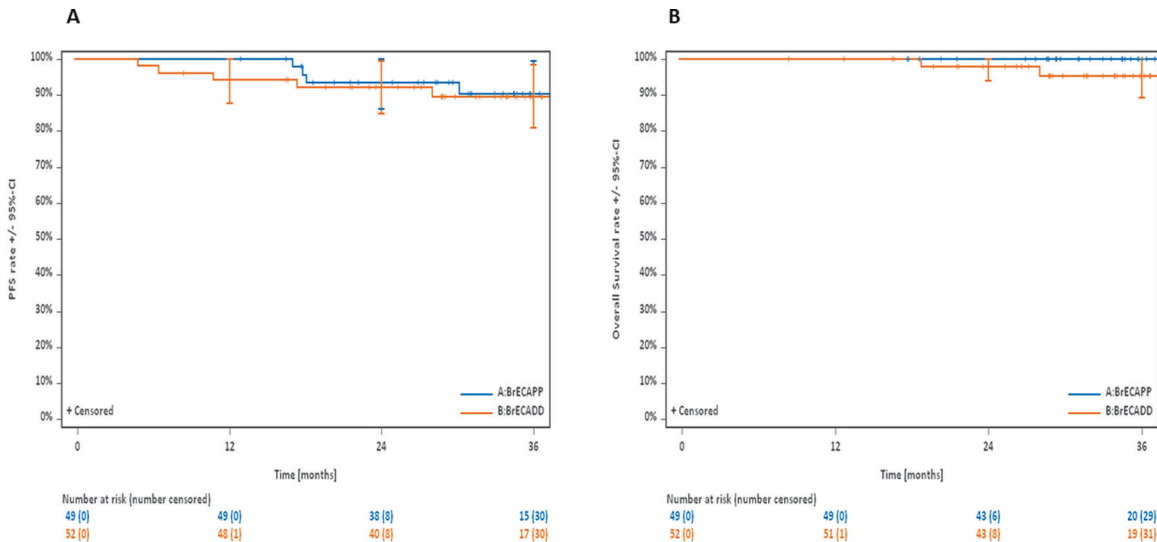 A
100%
90%
80%
70%
60%
50%
40%
30%
20%
10%
0%
PFS rate +/- 95%-CI
A:BrECAPP
B:BrECADD
+ Censored
0 12 24 36
Time [months]
Number at risk (number censored)
49 (0) 49 (0) 38 (8) 15 (30)
52 (0) 48 (1) 40 (8) 17 (30)
B
100%
90%
80%
70%
60%
50%
40%
30%
20%
10%
0%
Overall Survival rate +/- 95%-CI
A:BrECAPP
B:BrECADD
+ Censored
0 12 24 36
Time [months]
Number at risk (number censored)
49 (0) 49 (0) 43 (6) 20 (29)
52 (0) 51 (1) 43 (8) 19 (31)